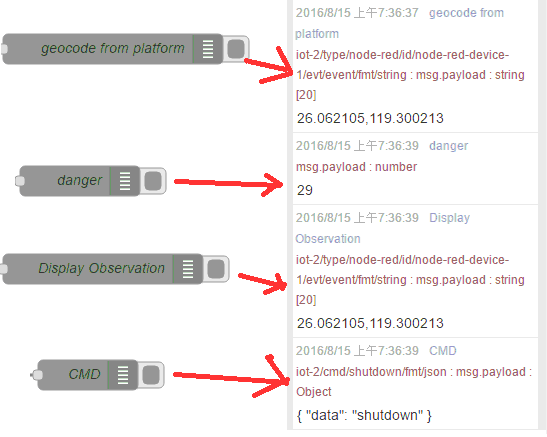 geocode from platform
danger
Display Observation
CMD
2016/8/15 上午7:36:37 geocode from
platform
iot-2/type/node-red/id/node-red-device-
1/evt/event/fmt/string : msg.payload : string
[20]
26.062105,119.300213
2016/8/15 上午7:36:39 danger
msg.payload : number
29
2016/8/15 上午7:36:39 Display
Observation
iot-2/type/node-red/id/node-red-device-
1/evt/event/fmt/string : msg.payload : string
[20]
26.062105,119.300213
2016/8/15 上午7:36:39 CMD
iot-2/cmd/shutdown/fmt/json : msg.payload :
Object
{ "data": "shutdown" }